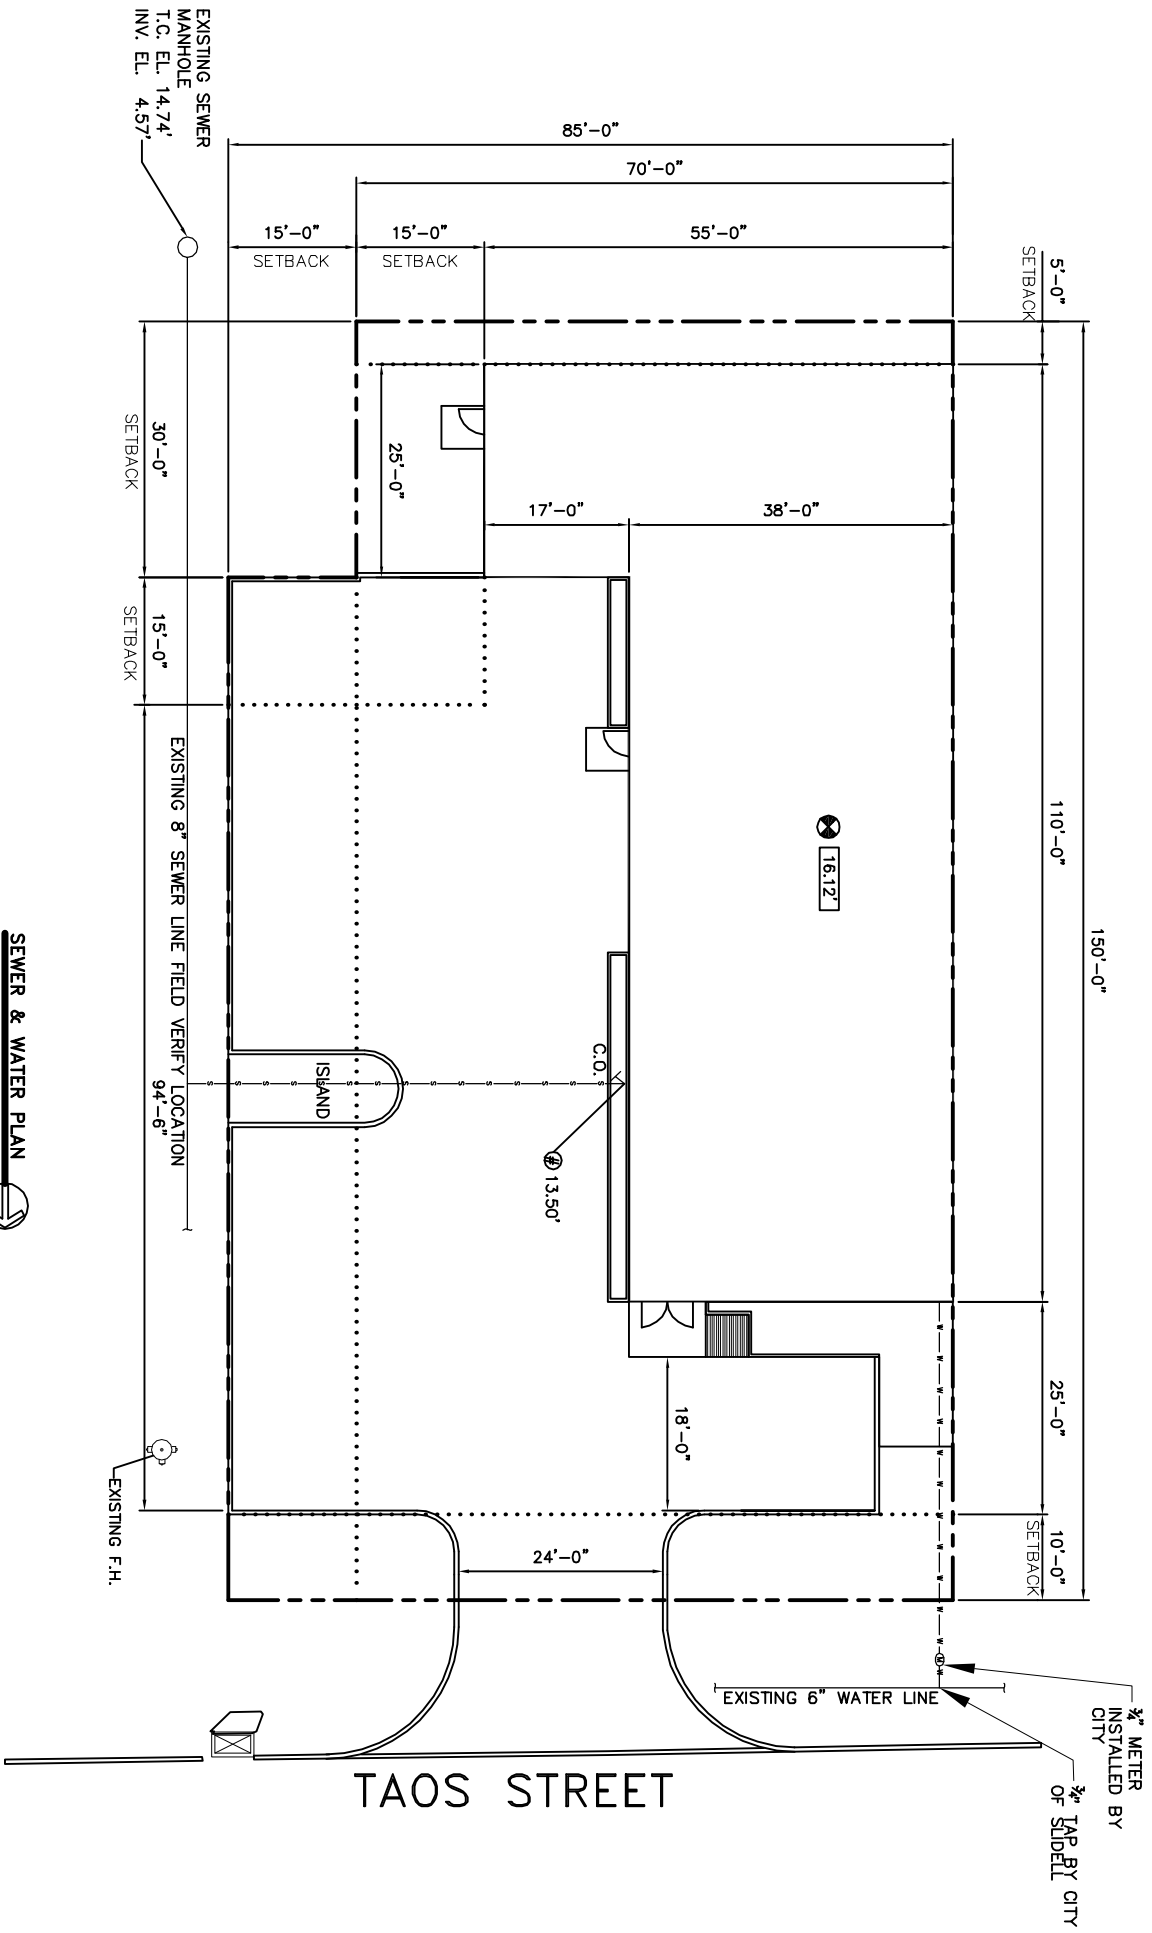 EXISTING SEWER
MANHOLE
T.C. EL. 14.74'
INV. EL. 4.57'
85'-0"
70'-0"
15'-0"
SETBACK
15'-0"
SETBACK
55'-0"
5'-0"
SETBACK
30'-0"
SETBACK
25'-0"
17'-0"
38'-0"
15'-0"
SETBACK
110'-0"
150'-0"
16.12'
EXISTING 8" SEWER LINE FIELD VERIFY LOCATION
94'-6"
ISLAND
S S S S S S S S S S S S S S S
C.O.
# 13.50'
18'-0"
25'-0"
10'-0"
SETBACK
24'-0"
W W W W W W W W W W W W
M
EXISTING F.H.
EXISTING 6" WATER LINE
¾" METER
INSTALLED BY
CITY
¾" TAP BY CITY
OF SLIDELL
TAOS STREET
SEWER & WATER PLAN